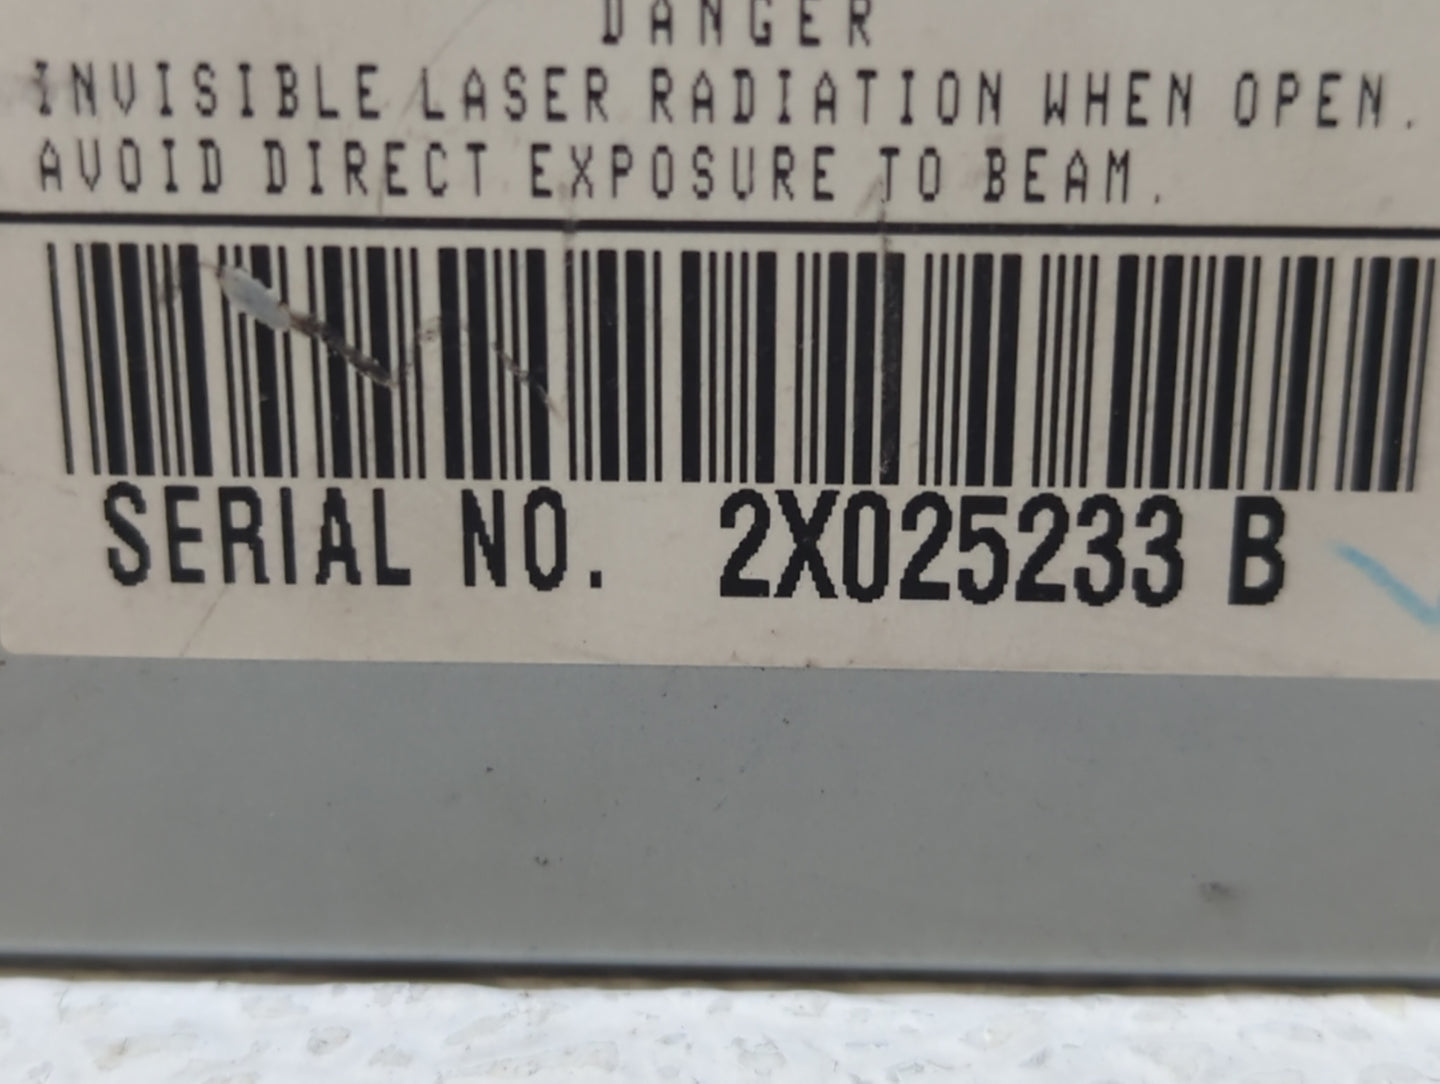 DANGER
INVISIBLE LASER RADIATION WHEN OPEN.
AVOID DIRECT EXPOSURE TO BEAM.
SERIAL NO. 2X025233 B